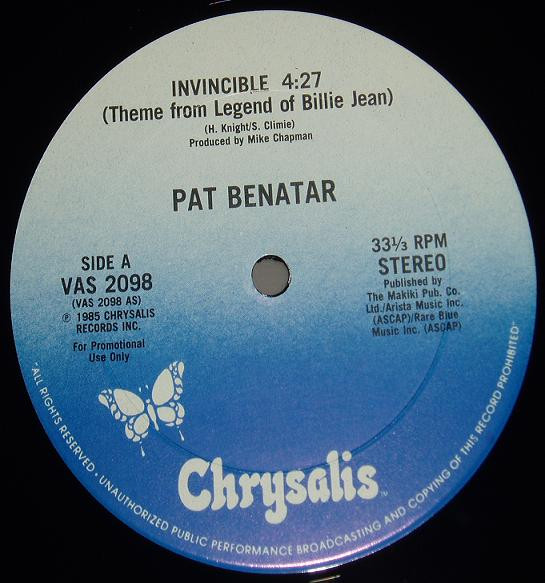 INVINCIBLE 4:27
(Theme from Legend of Billie Jean)
(H. Knight/S. Climie)
Produced by Mike Chapman
PAT BENATAR
SIDE A
VAS 2098
(VAS 2098 AS)
℗ 1985 CHRYSALIS
RECORDS INC.
For Promotional
Use Only
33⅓ RPM
STEREO
Published by
The Makiki Pub. Co.
Ltd./Arista Music Inc.
(ASCAP)/Rare Blue
Music Inc. (ASCAP)
Chrysalis™
"ALL RIGHTS RESERVED • UNAUTHORIZED PUBLIC PERFORMANCE BROADCASTING AND COPYING OF THIS RECORD PROHIBITED"